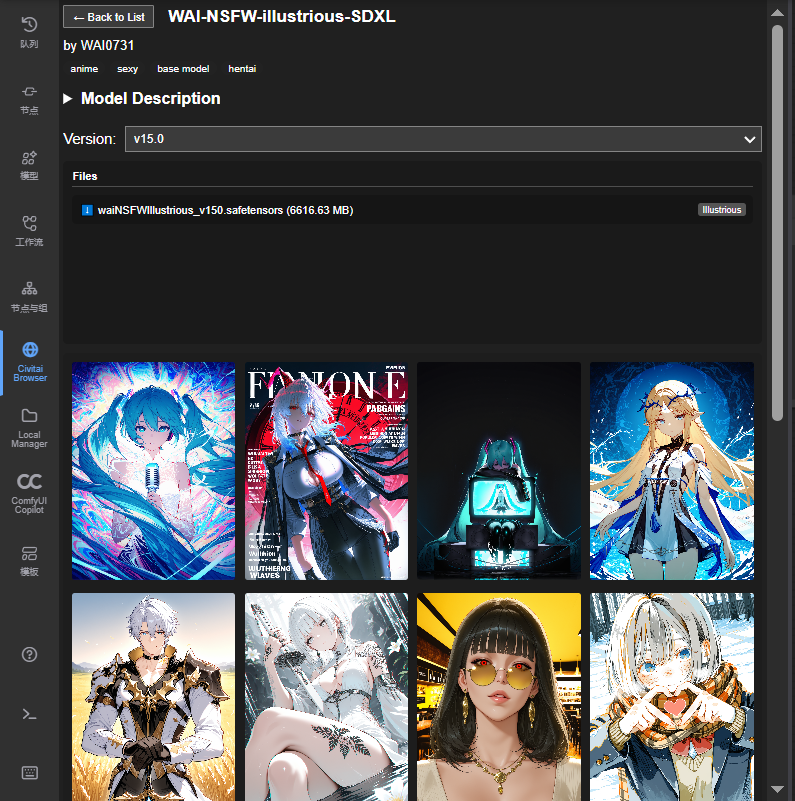 队列
节点
模型
工作流
节点与组
Civitai
Browser
Local
Manager
ComfyUI
Copilot
模板
← Back to List
WAI-NSFW-illustrious-SDXL
by WAI0731
anime sexy base model hentai
▶ Model Description
Version: v15.0
Files
waiNSFWIllustrious_v150.safetensors (6616.63 MB)
Illustrious
PABGAINS
WUTHERING
WAVES